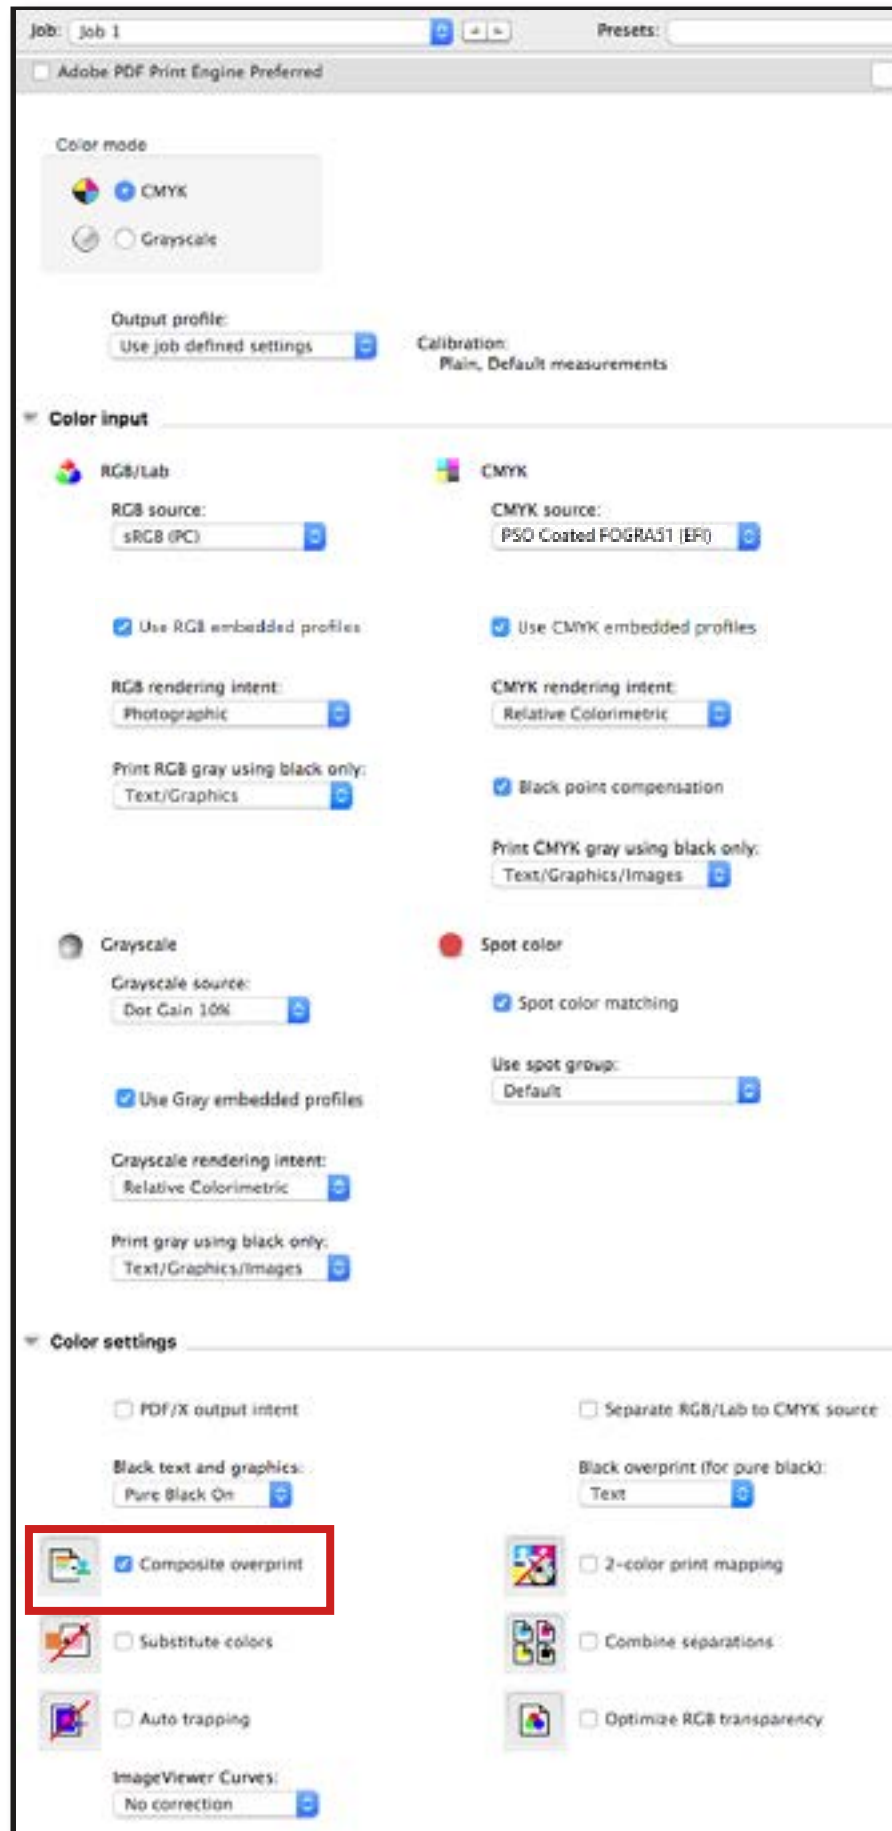 Job: Job 1 Presets:
Adobe PDF Print Engine Preferred
Color mode
CMYK
Grayscale
Output profile:
Use job defined settings
Calibration:
Plain, Default measurements
Color input
RGB/Lab
RGB source:
sRGB (PC)
Use RGB embedded profiles
RGB rendering intent:
Photographic
Print RGB gray using black only:
Text/Graphics
CMYK
CMYK source:
PSO Coated FOGRA51 (EFI)
Use CMYK embedded profiles
CMYK rendering intent:
Relative Colorimetric
Black point compensation
Print CMYK gray using black only:
Text/Graphics/Images
Grayscale
Grayscale source:
Dot Gain 10%
Use Gray embedded profiles
Grayscale rendering intent:
Relative Colorimetric
Print gray using black only:
Text/Graphics/Images
Spot color
Spot color matching
Use spot group:
Default
Color settings
PDF/X output intent
Separate RGB/Lab to CMYK source
Black text and graphics:
Pure Black On
Black overprint (for pure black):
Text
Composite overprint
2-color print mapping
Substitute colors
Combine separations
Auto trapping
Optimize RGB transparency
ImageViewer Curves:
No correction